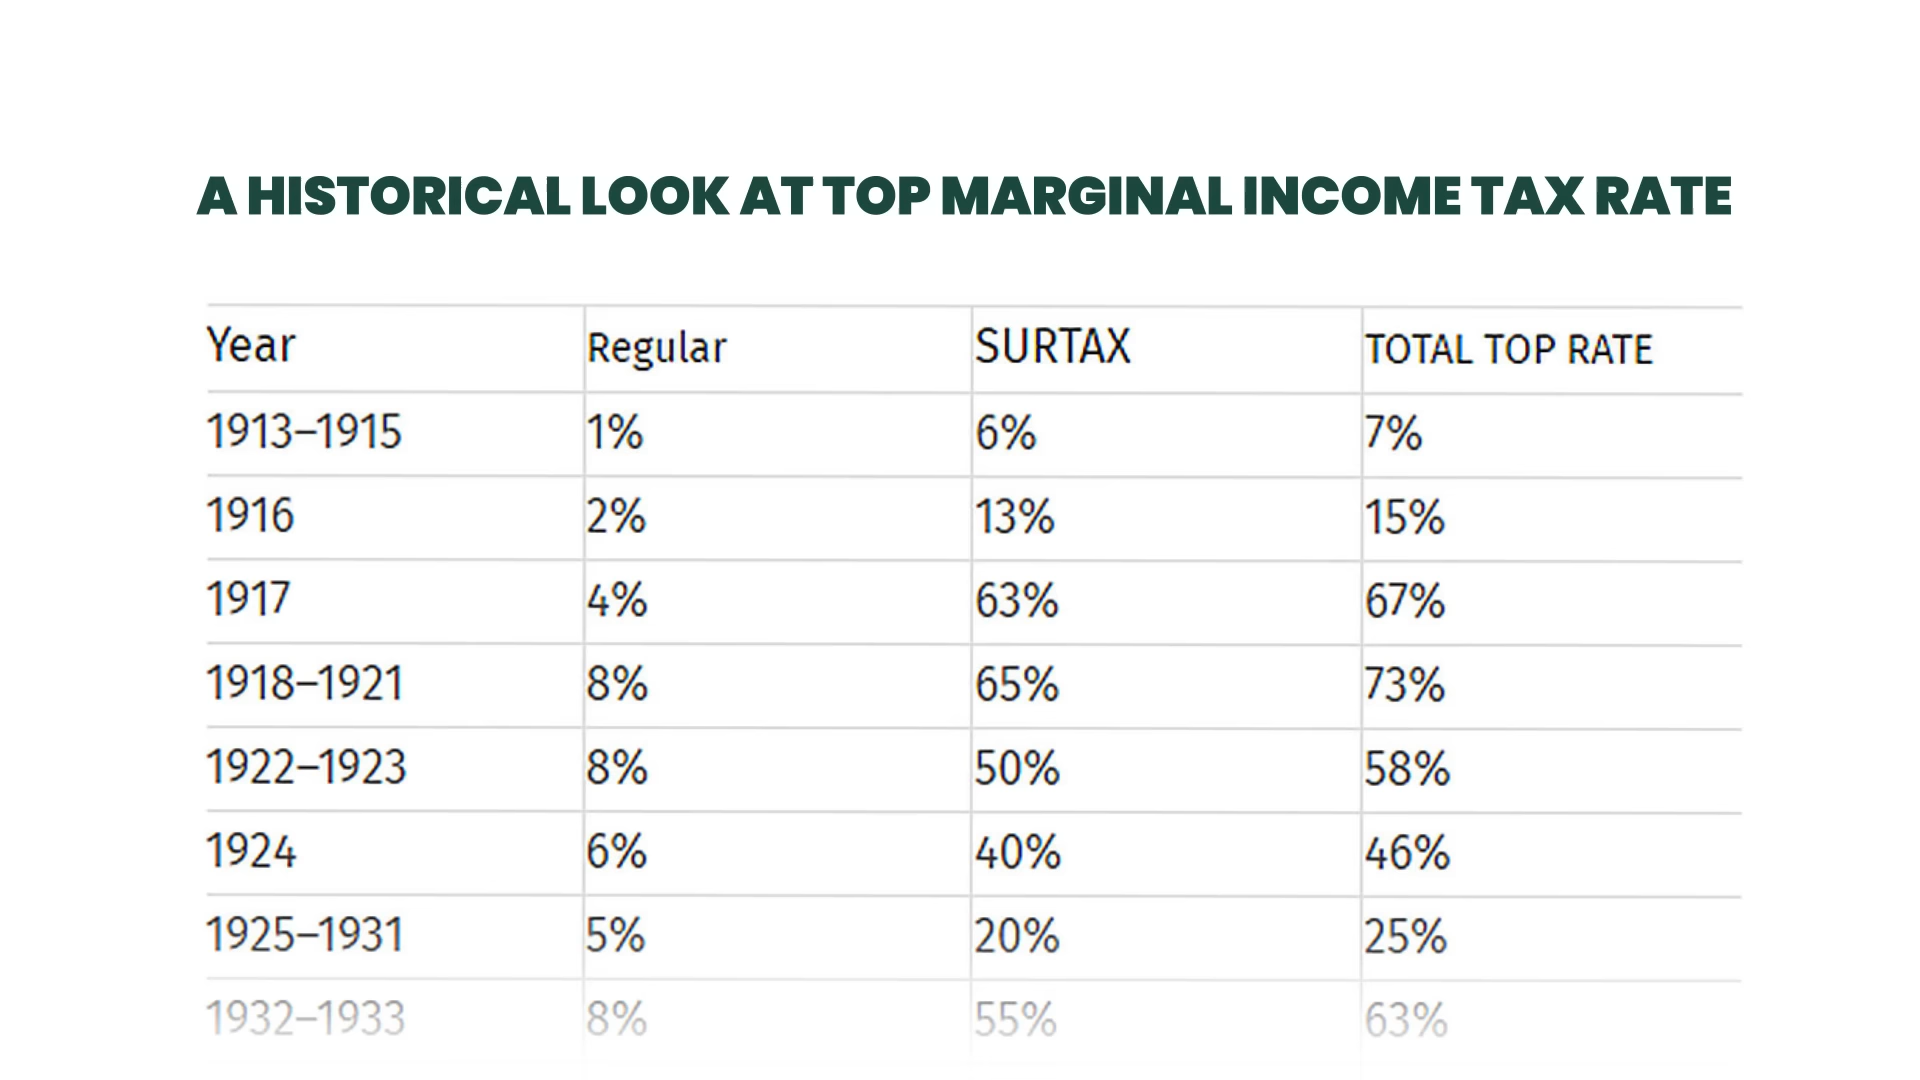 A HISTORICAL LOOK AT TOP MARGINAL INCOME TAX RATE
Year Regular SURTAX TOTAL TOP RATE
1913–1915 1% 6% 7%
1916 2% 13% 15%
1917 4% 63% 67%
1918–1921 8% 65% 73%
1922–1923 8% 50% 58%
1924 6% 40% 46%
1925–1931 5% 20% 25%
1932–1933 8% 55% 63%